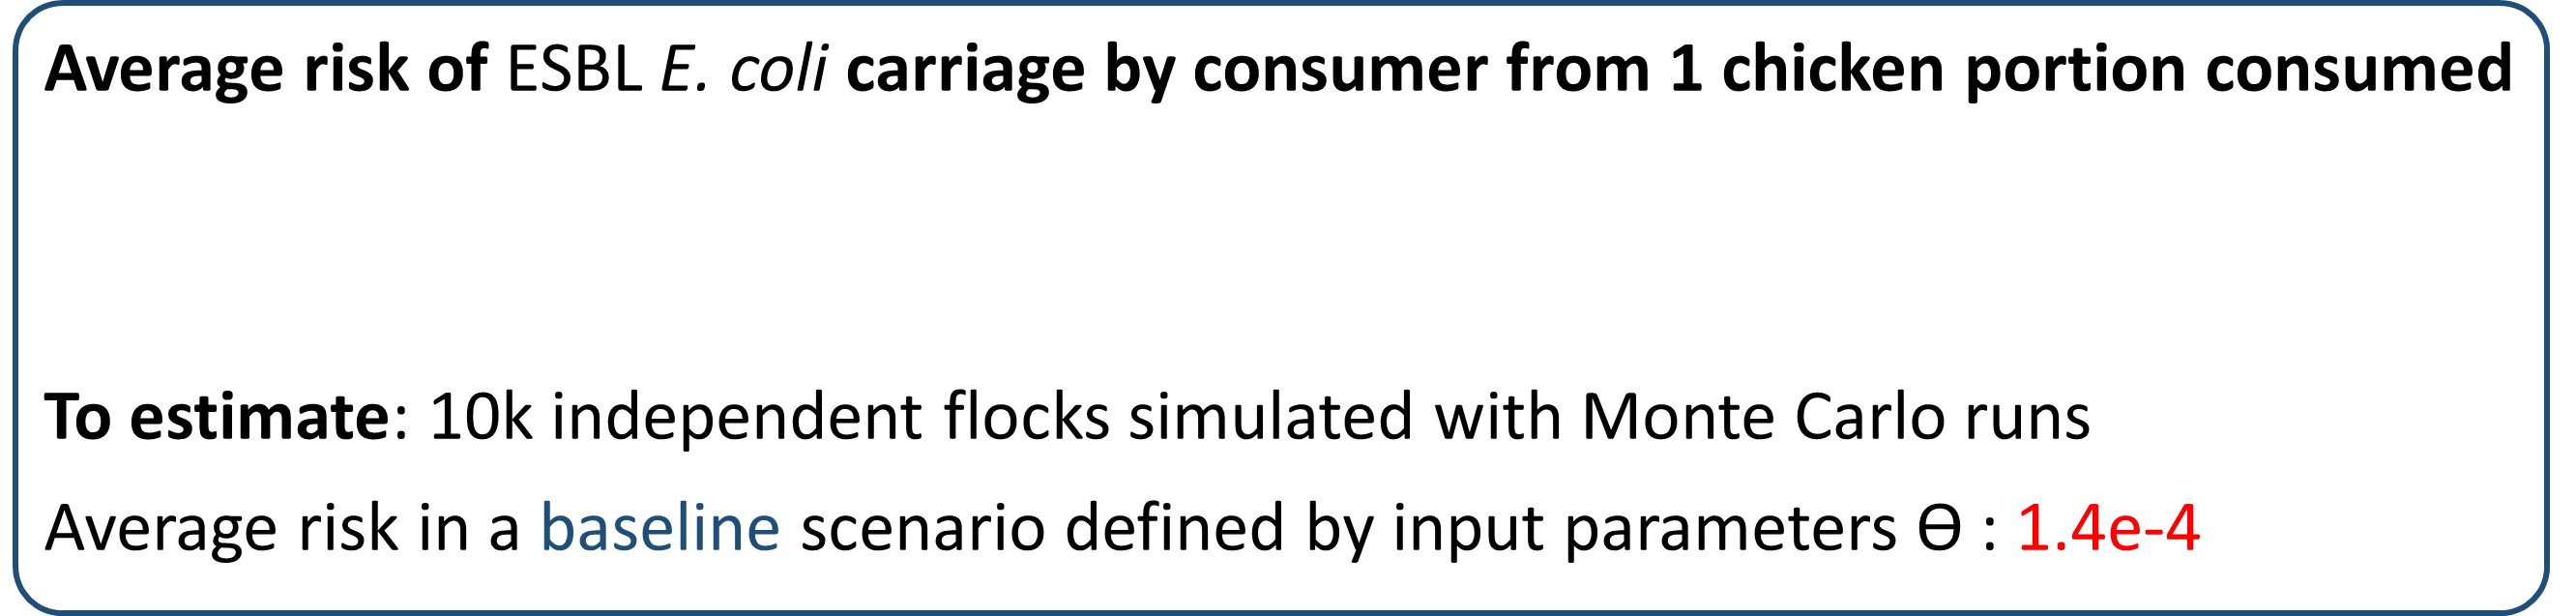 Average risk of ESBL E. coli carriage by consumer from 1 chicken portion consumed
To estimate: 10k independent flocks simulated with Monte Carlo runs
Average risk in a baseline scenario defined by input parameters ϴ : 1.4e-4